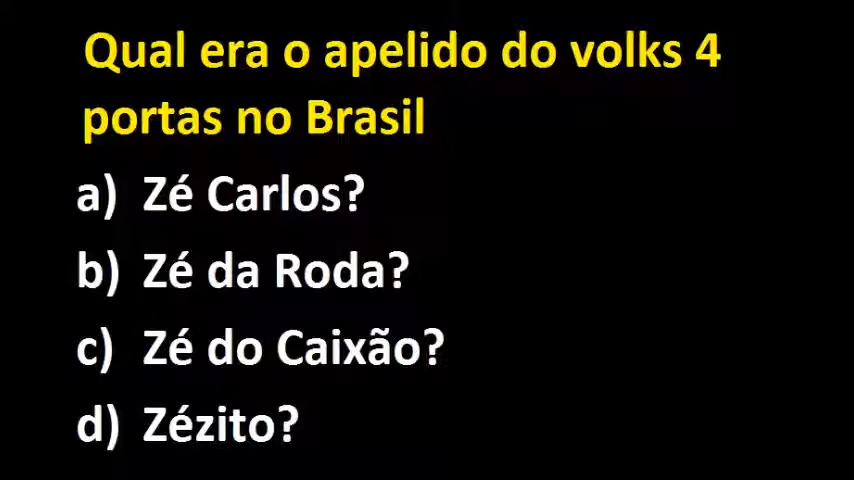 Qual era o apelido do volks 4
portas no Brasil
a) Zé Carlos?
b) Zé da Roda?
c) Zé do Caixão?
d) Zézito?